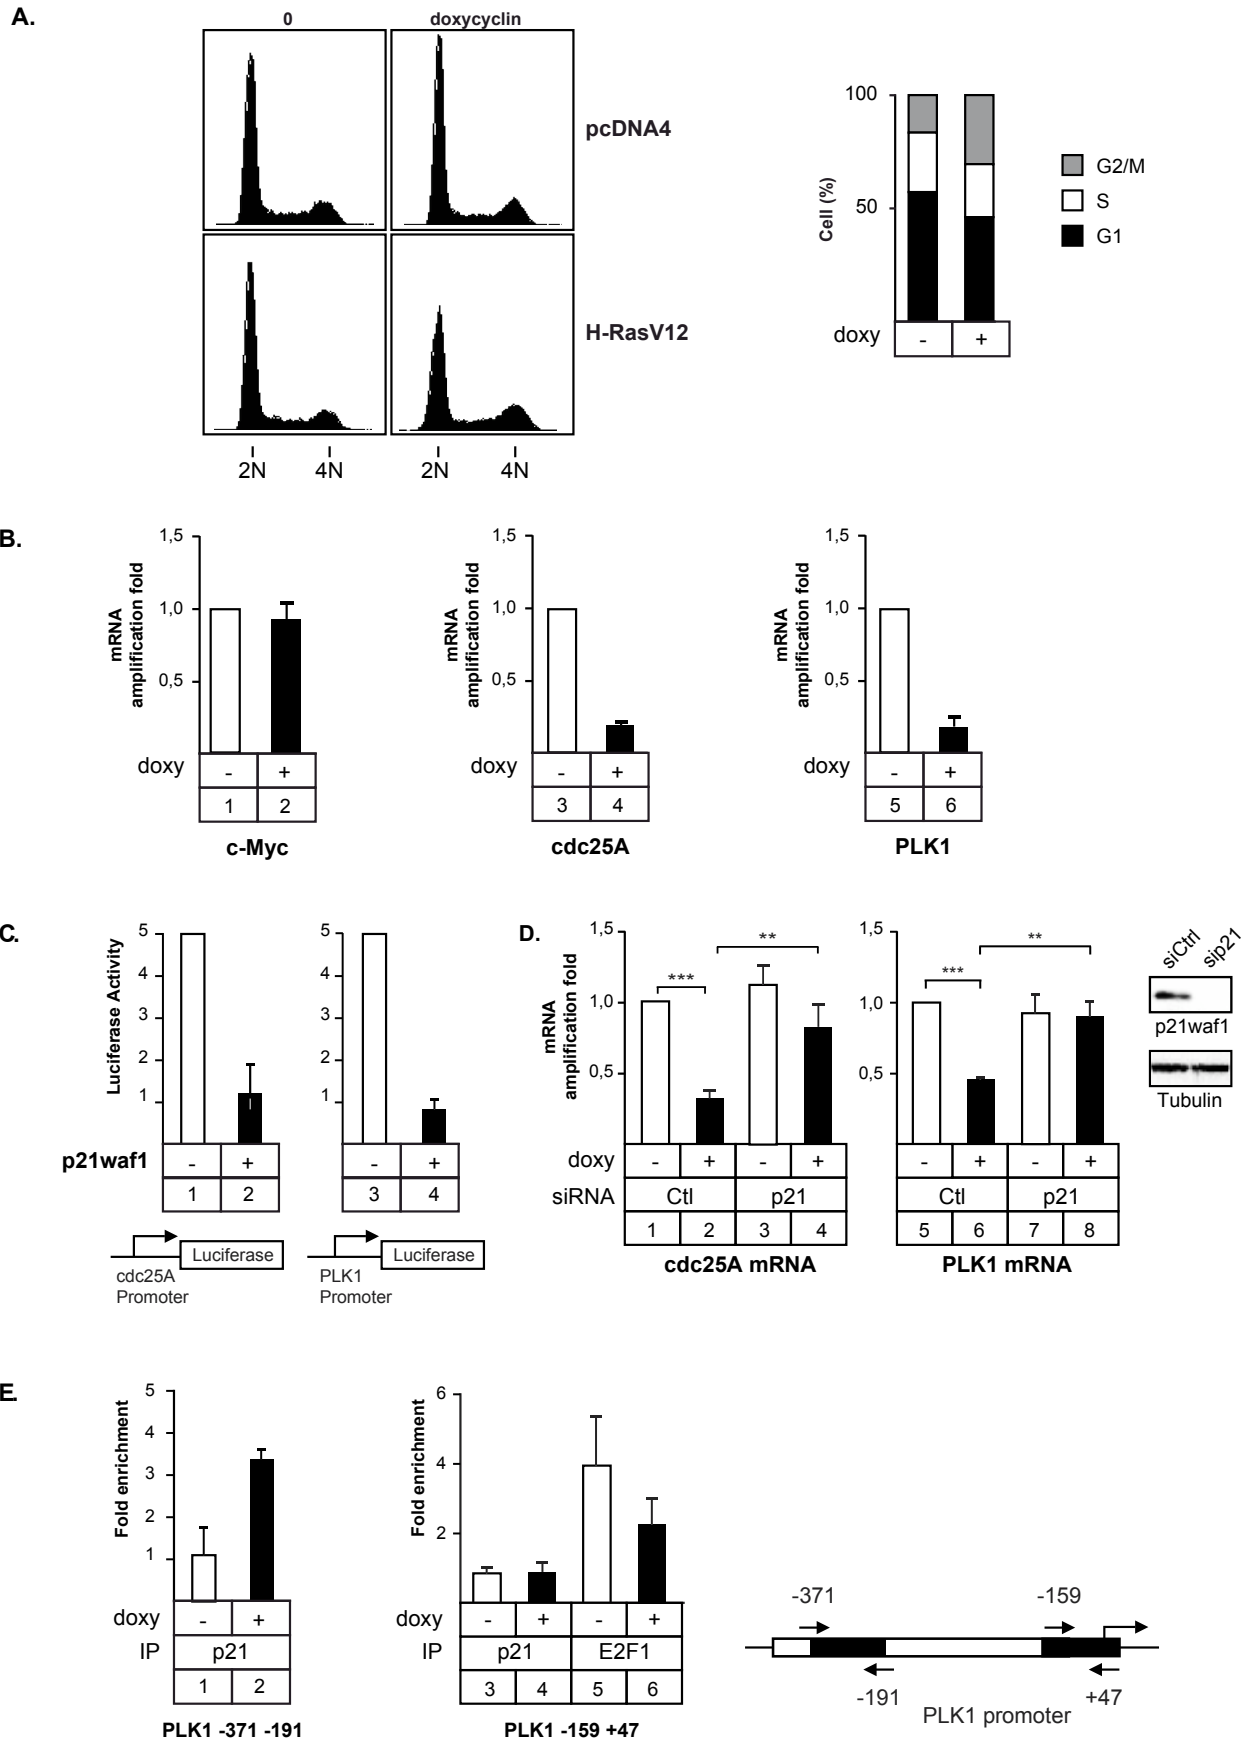 A.
0 doxycyclin
pcDNA4
H-RasV12
2N 4N 2N 4N
100
50
Cell (%)
G2/M
S
G1
doxy - +
B.
mRNA
amplification fold
1,5
1,0
0,5
doxy - +
1 2
c-Myc
mRNA
amplification fold
1,5
1,0
0,5
doxy - +
3 4
cdc25A
mRNA
amplification fold
1,5
1,0
0,5
doxy - +
5 6
PLK1
C.
Luciferase Activity
5
4
3
2
1
p21waf1 - +
1 2
Luciferase
cdc25A
Promoter
5
4
3
2
1
- +
3 4
Luciferase
PLK1
Promoter
D.
mRNA
amplification fold
1,5
1,0
0,5
*** **
doxy - + - +
siRNA Ctl p21
1 2 3 4
cdc25A mRNA
1,5
1,0
0,5
*** **
- + - +
Ctl p21
5 6 7 8
PLK1 mRNA
siCtrl sip21
p21waf1
Tubulin
E.
Fold enrichment
5
4
3
2
1
doxy - +
IP p21
1 2
PLK1 -371 -191
Fold enrichment
6
4
2
doxy - + - +
IP p21 E2F1
3 4 5 6
PLK1 -159 +47
-371 -159
-191 +47
PLK1 promoter